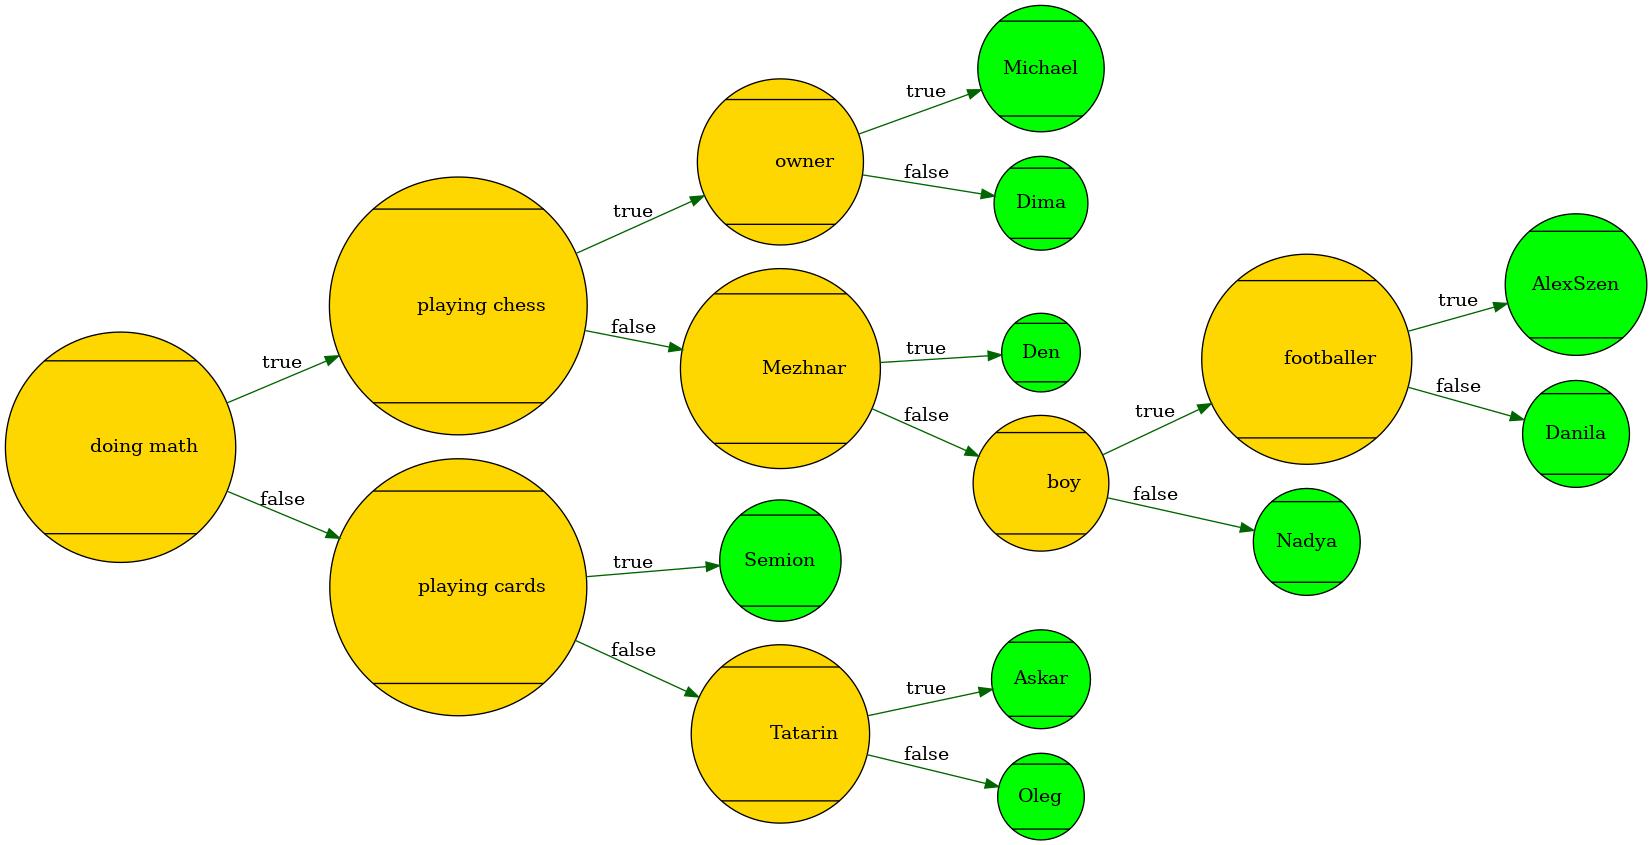 doing math
true
false
playing chess
true
false
playing cards
true
false
owner
true
false
Mezhnar
true
false
Semion
Tatarin
true
false
Michael
Dima
Den
boy
true
false
Askar
Oleg
footballer
true
false
Nadya
AlexSzen
Danila